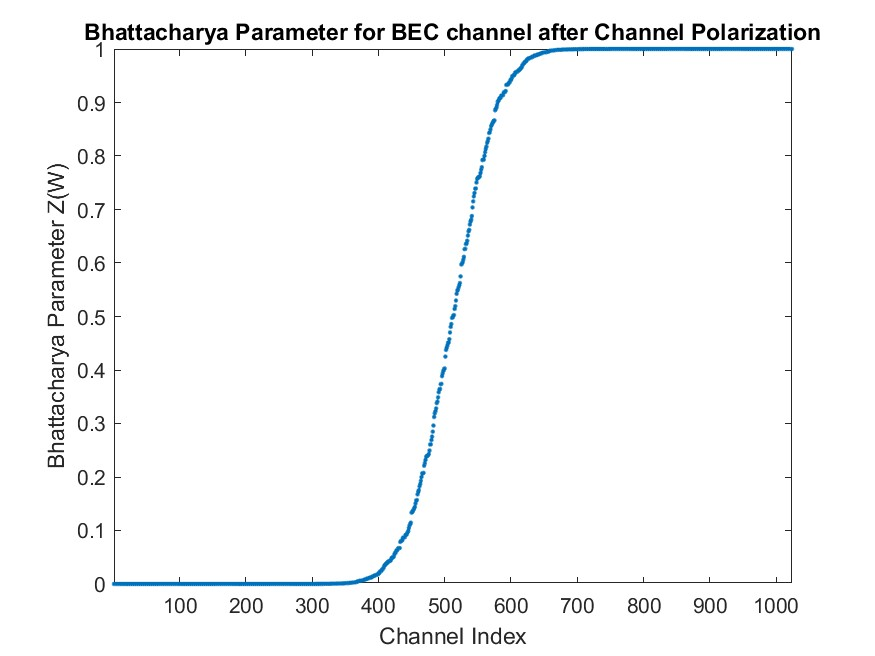 Bhattacharya Parameter for BEC channel after Channel Polarization
1
0.9
0.8
0.7
0.6
0.5
0.4
0.3
0.2
0.1
0
Bhattacharya Parameter Z(W)
100 200 300 400 500 600 700 800 900 1000
Channel Index